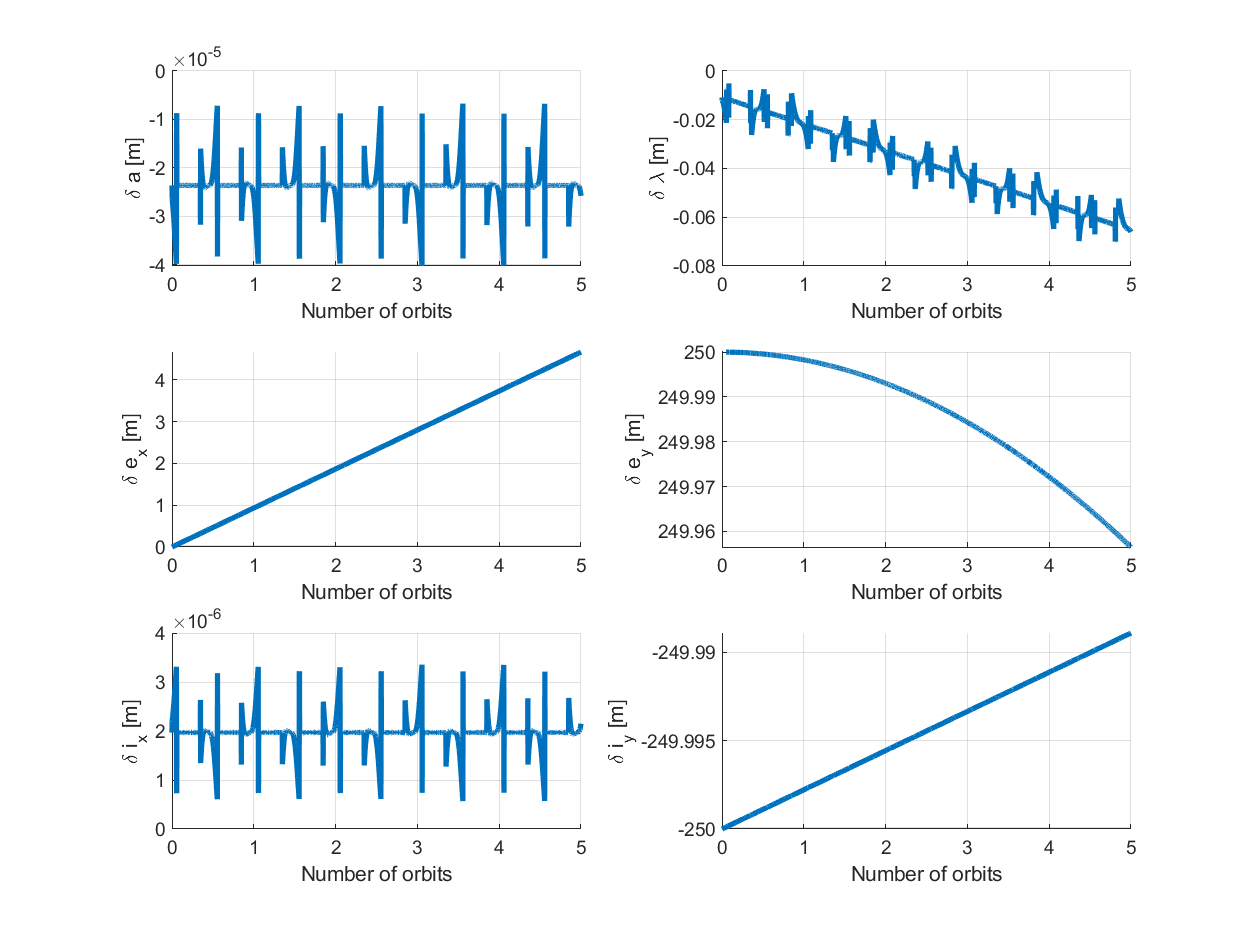 ×10-5
0
-1
-2
-3
-4
δ a [m]
0 1 2 3 4 5
Number of orbits
0
-0.02
-0.04
-0.06
-0.08
δ λ [m]
0 1 2 3 4 5
Number of orbits
4
3
2
1
0
δ ex [m]
0 1 2 3 4 5
Number of orbits
250
249.99
249.98
249.97
249.96
δ ey [m]
0 1 2 3 4 5
Number of orbits
×10-6
4
3
2
1
0
δ ix [m]
0 1 2 3 4 5
Number of orbits
-249.99
-249.995
-250
δ iy [m]
0 1 2 3 4 5
Number of orbits